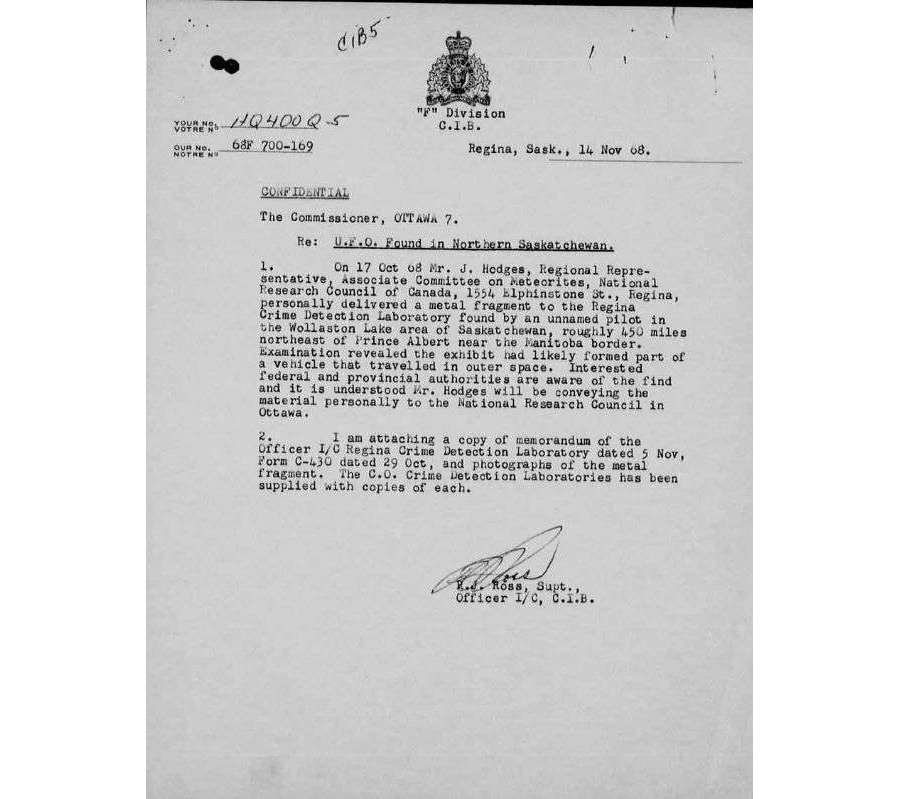 CIB5
"F" Division
C.I.B.
YOUR NO. HQ 400 Q-5
VOTRE Nº
OUR NO. 68F 700-169
NOTRE Nº
Regina, Sask., 14 Nov 68.
CONFIDENTIAL
The Commissioner, OTTAWA 7.
Re: U.F.O. Found in Northern Saskatchewan.
1. On 17 Oct 68 Mr. J. Hodges, Regional Repre-
sentative, Associate Committee on Meteorites, National
Research Council of Canada, 1554 Elphinstone St., Regina,
personally delivered a metal fragment to the Regina
Crime Detection Laboratory found by an unnamed pilot in
the Wollaston Lake area of Saskatchewan, roughly 450 miles
northeast of Prince Albert near the Manitoba border.
Examination revealed the exhibit had likely formed part of
a vehicle that travelled in outer space. Interested
federal and provincial authorities are aware of the find
and it is understood Mr. Hodges will be conveying the
material personally to the National Research Council in
Ottawa.
2. I am attaching a copy of memorandum of the
Officer I/C Regina Crime Detection Laboratory dated 5 Nov,
Form C-430 dated 29 Oct, and photographs of the metal
fragment. The C.O. Crime Detection Laboratories has been
supplied with copies of each.
R.J. Ross, Supt.,
Officer I/C, C.I.B.